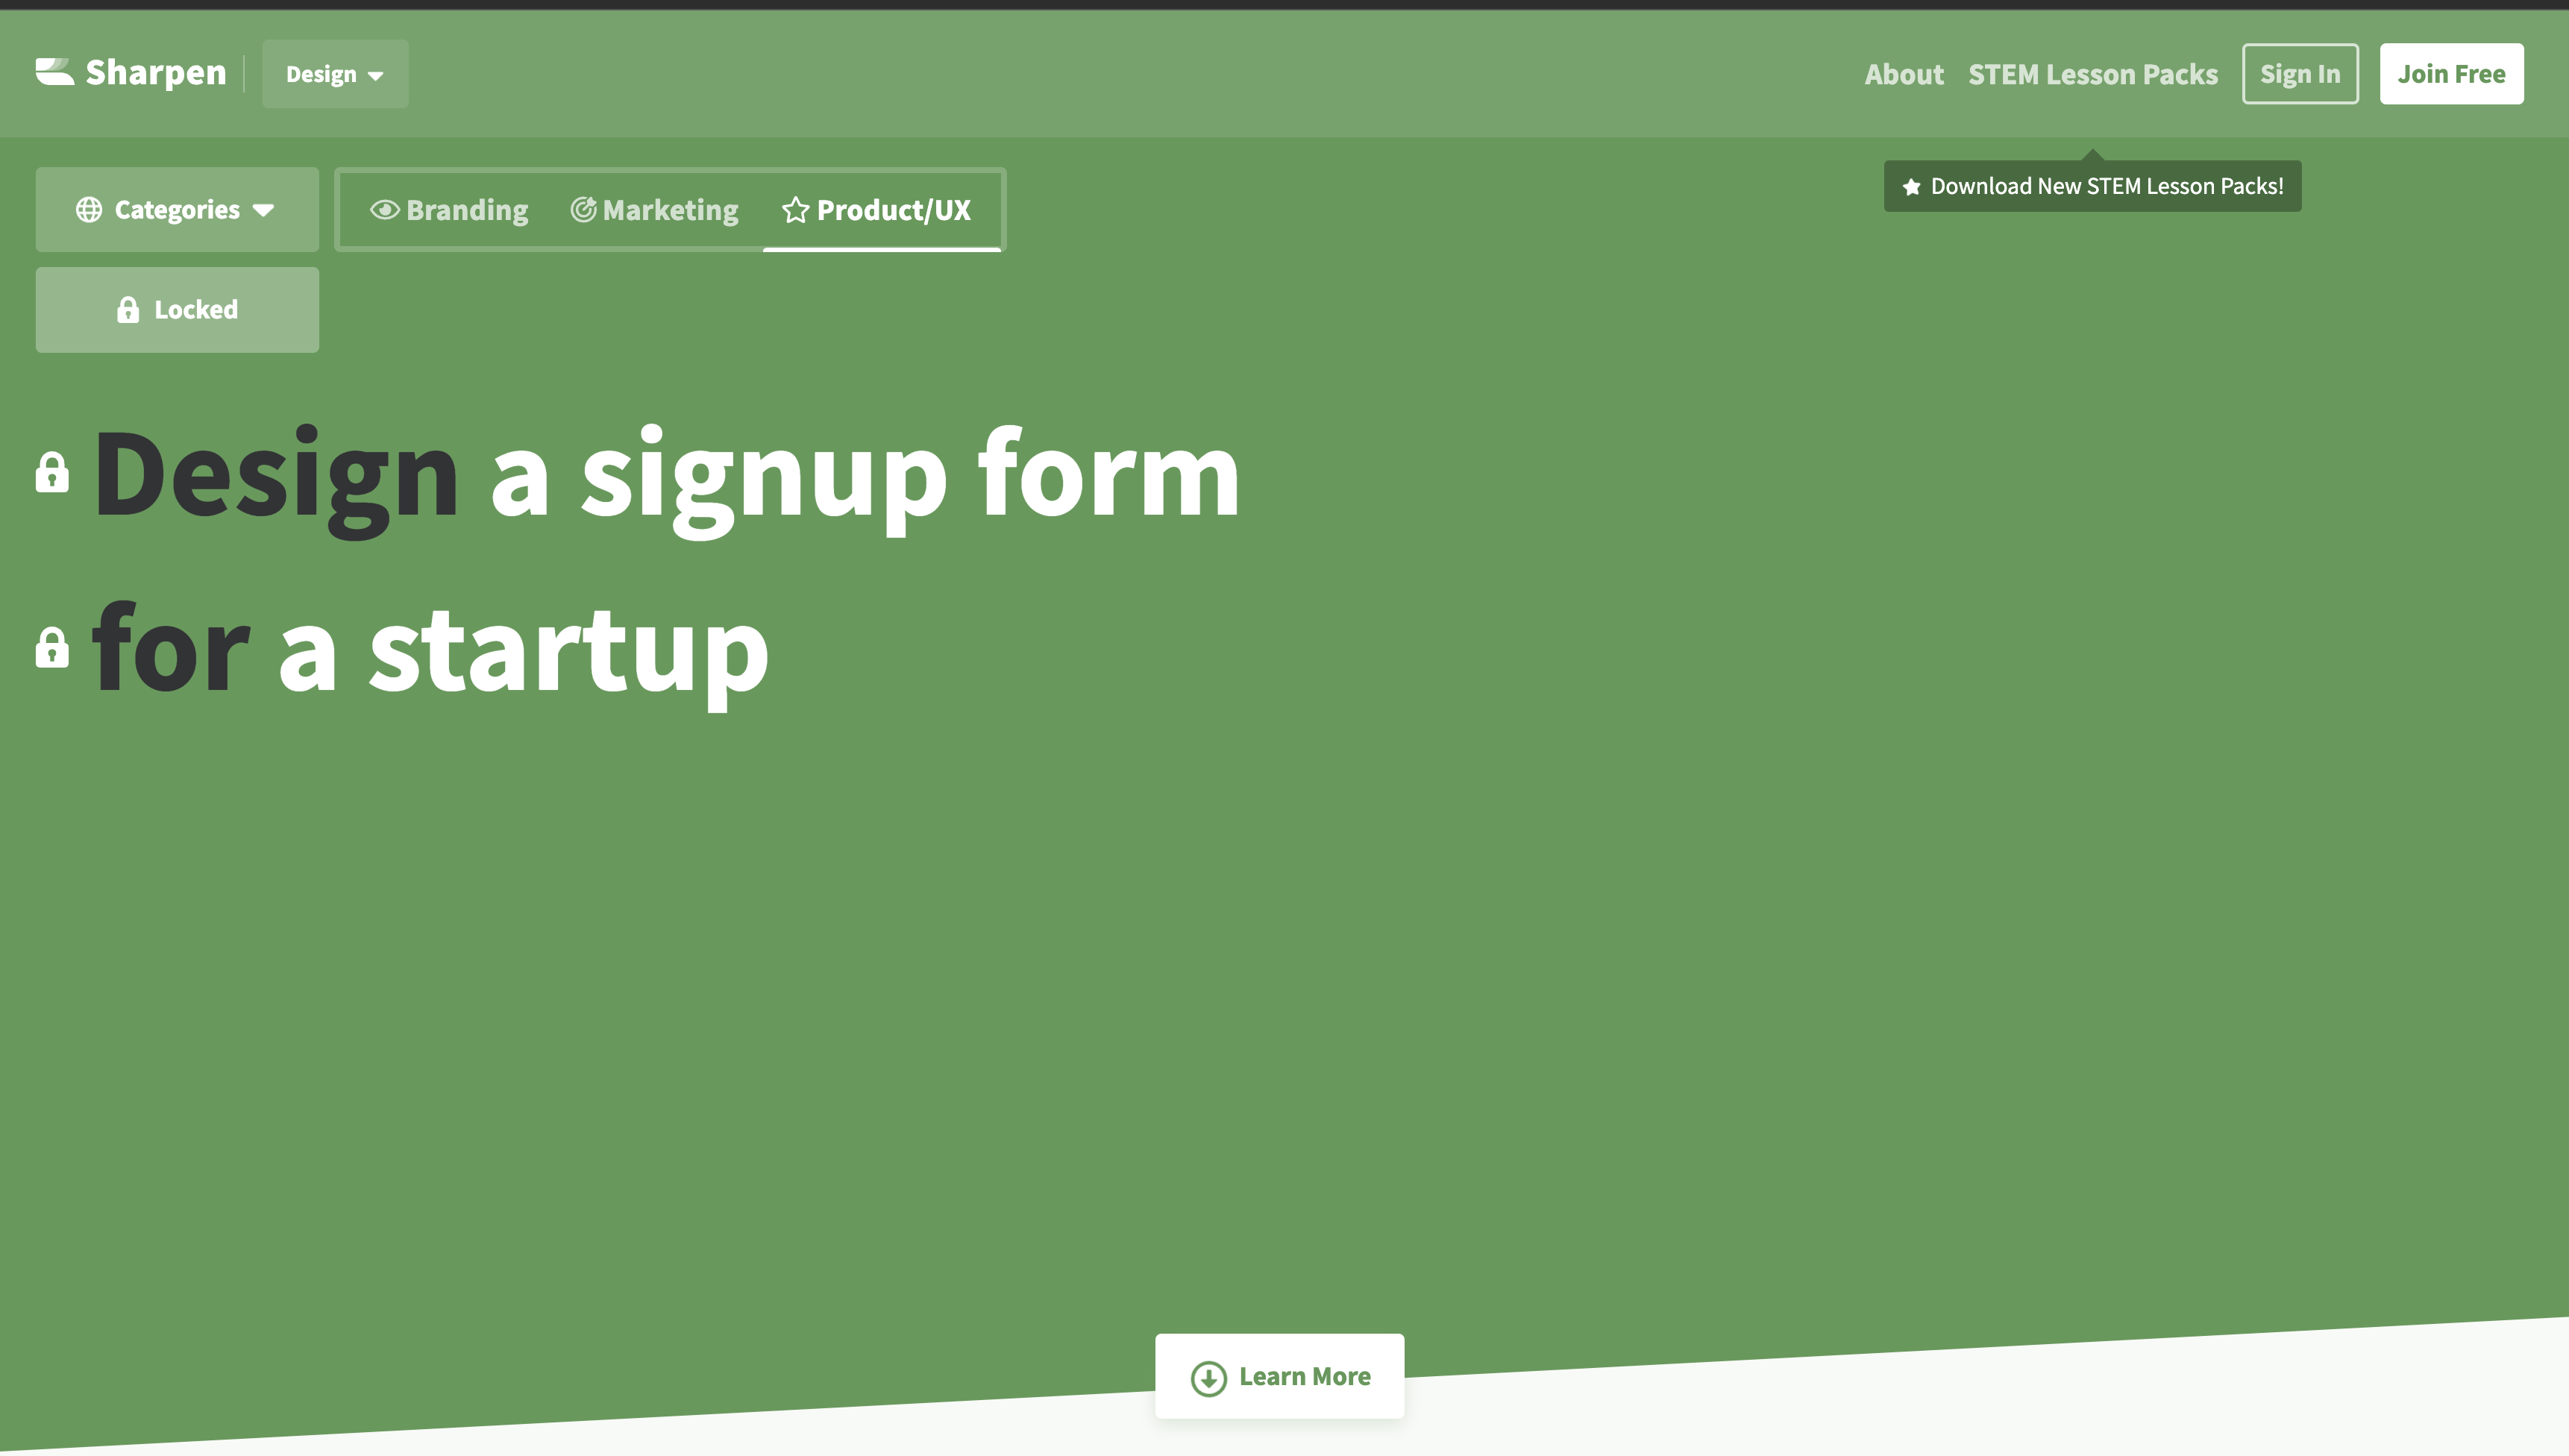 Sharpen
Design
About
STEM Lesson Packs
Sign In
Join Free
Categories
Branding
Marketing
Product/UX
Download New STEM Lesson Packs!
Locked
Design a signup form
for a startup
Learn More